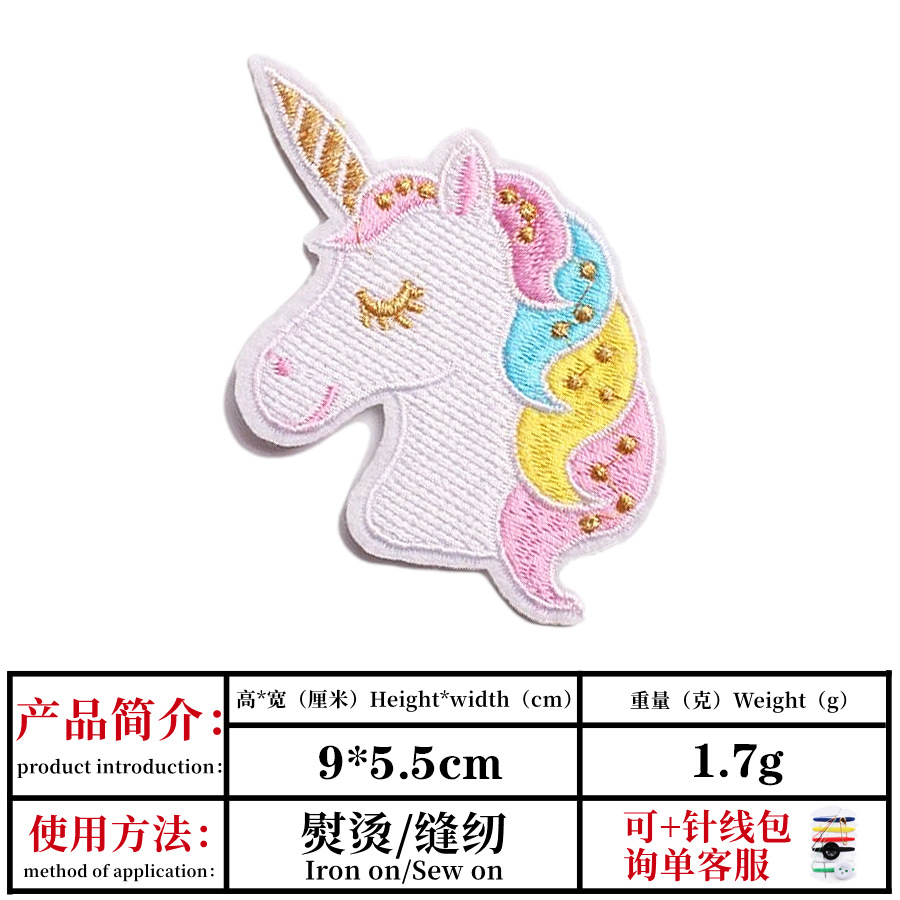 产品简介：
product introduction：
高*宽（厘米）Height*width（cm）
重量（克）Weight（g）
9*5.5cm
1.7g
使用方法：
method of application：
熨烫/缝纫
Iron on/Sew on
可+针线包
询单客服